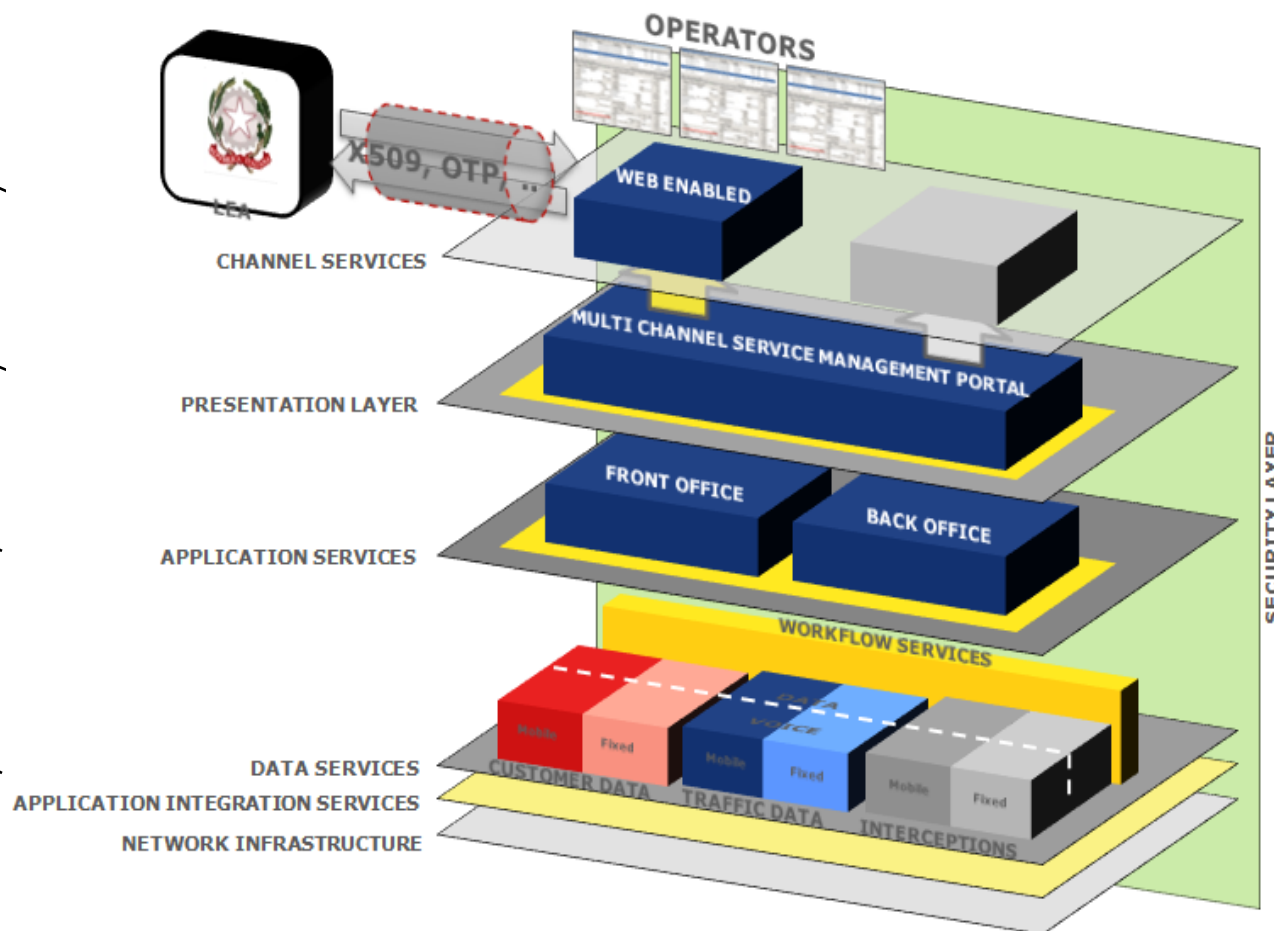 OPERATORS
X509, OTP, ..
LEA
WEB ENABLED
CHANNEL SERVICES
MULTI CHANNEL SERVICE MANAGEMENT PORTAL
PRESENTATION LAYER
FRONT OFFICE
BACK OFFICE
APPLICATION SERVICES
SECURITY LAYER
WORKFLOW SERVICES
DATA
VOICE
Mobile
Fixed
Mobile
Fixed
Mobile
Fixed
DATA SERVICES
CUSTOMER DATA
TRAFFIC DATA
INTERCEPTIONS
APPLICATION INTEGRATION SERVICES
NETWORK INFRASTRUCTURE